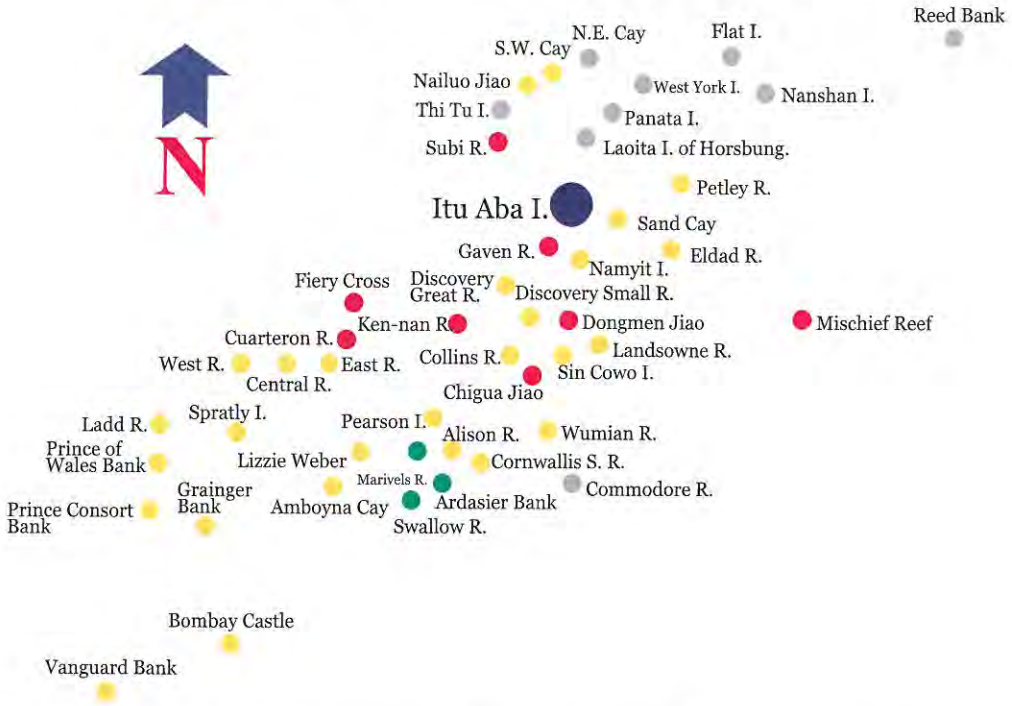 Reed Bank
N.E. Cay
Flat I.
S.W. Cay
Nailuo Jiao
West York I.
Nanshan I.
Thi Tu I.
Panata I.
N
Subi R.
Laoita I. of Horsbung.
Petley R.
Itu Aba I.
Sand Cay
Gaven R.
Eldad R.
Namyit I.
Fiery Cross
Discovery
Great R.
Discovery Small R.
Cuarteron R.
Ken-nan R.
Dongmen Jiao
Mischief Reef
West R.
Central R.
East R.
Collins R.
Landsowne R.
Sin Cowo I.
Chigua Jiao
Ladd R.
Spratly I.
Pearson I.
Alison R.
Wumian R.
Prince of
Wales Bank
Lizzie Weber
Cornwallis S. R.
Marivels R.
Grainger
Bank
Commodore R.
Prince Consort
Bank
Amboyna Cay
Ardasier Bank
Swallow R.
Bombay Castle
Vanguard Bank